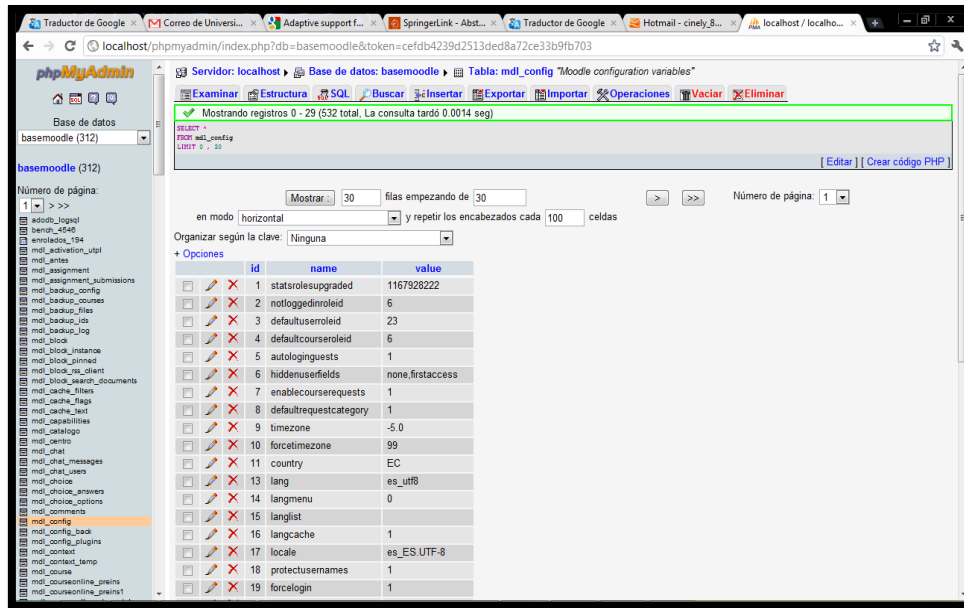 Traductor de Google
Correo de Universi...
Adaptive support f...
SpringerLink - Abst...
Traductor de Google
Hotmail - cinely_8...
localhost / localho...
localhost/phpmyadmin/index.php?db=basemoodle&token=cefdb4239d2513ded8a72ce33b9fb703
phpMyAdmin
Base de datos
basemoodle (312)
basemoodle (312)
Número de página:
1 > >>
adodb_logsql
bench_4546
enrolados_194
mdl_activation_utpl
mdl_antes
mdl_assignment
mdl_assignment_submissions
mdl_backup_config
mdl_backup_courses
mdl_backup_files
mdl_backup_ids
mdl_backup_log
mdl_block
mdl_block_instance
mdl_block_pinned
mdl_block_rss_client
mdl_block_search_documents
mdl_cache_filters
mdl_cache_flags
mdl_cache_text
mdl_capabilities
mdl_catalogo
mdl_centro
mdl_chat
mdl_chat_messages
mdl_chat_users
mdl_choice
mdl_choice_answers
mdl_choice_options
mdl_comments
mdl_config
mdl_config_back
mdl_config_plugins
mdl_context
mdl_context_temp
mdl_course
mdl_courseonline_preins
mdl_courseonline_preins1
Servidor: localhost Base de datos: basemoodle Tabla: mdl_config "Moodle configuration variables"
Examinar Estructura SQL Buscar Insertar Exportar Importar Operaciones Vaciar Eliminar
Mostrando registros 0 - 29 (532 total, La consulta tardó 0.0014 seg)
SELECT *
FROM mdl_config
LIMIT 0 , 30
[ Editar ] [ Crear código PHP ]
Mostrar : 30 filas empezando de 30 > >> Número de página: 1
en modo horizontal y repetir los encabezados cada 100 celdas
Organizar según la clave: Ninguna
+ Opciones
id name value
1 statsrolesupgraded 1167928222
2 notloggedinroleid 6
3 defaultuserroleid 23
4 defaultcourseroleid 6
5 autologinguests 1
6 hiddenuserfields none,firstaccess
7 enablecourserequests 1
8 defaultrequestcategory 1
9 timezone -5.0
10 forcetimezone 99
11 country EC
13 lang es_utf8
14 langmenu 0
15 langlist
16 langcache 1
17 locale es_ES.UTF-8
18 protectusernames 1
19 forcelogin 1